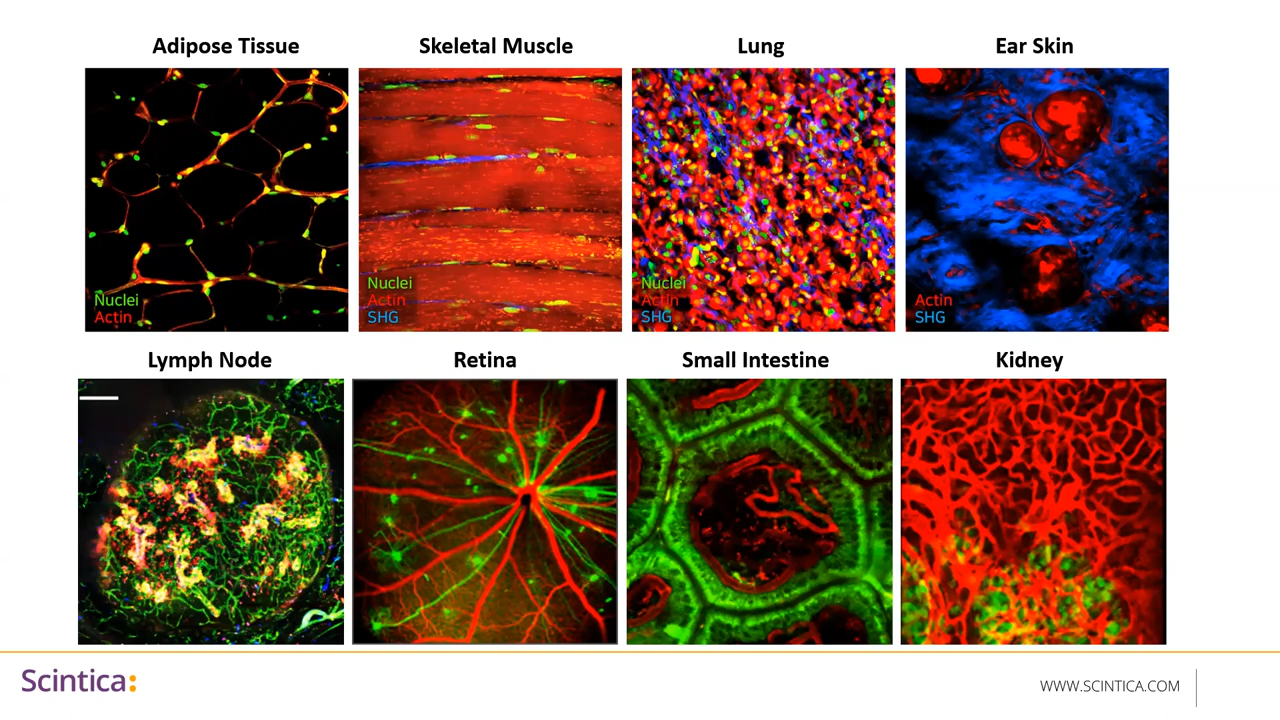 Adipose Tissue
Skeletal Muscle
Lung
Ear Skin
Nuclei
Actin
Nuclei
Actin
SHG
Nuclei
Actin
SHG
Actin
SHG
Lymph Node
Retina
Small Intestine
Kidney
Scintica:
WWW.SCINTICA.COM